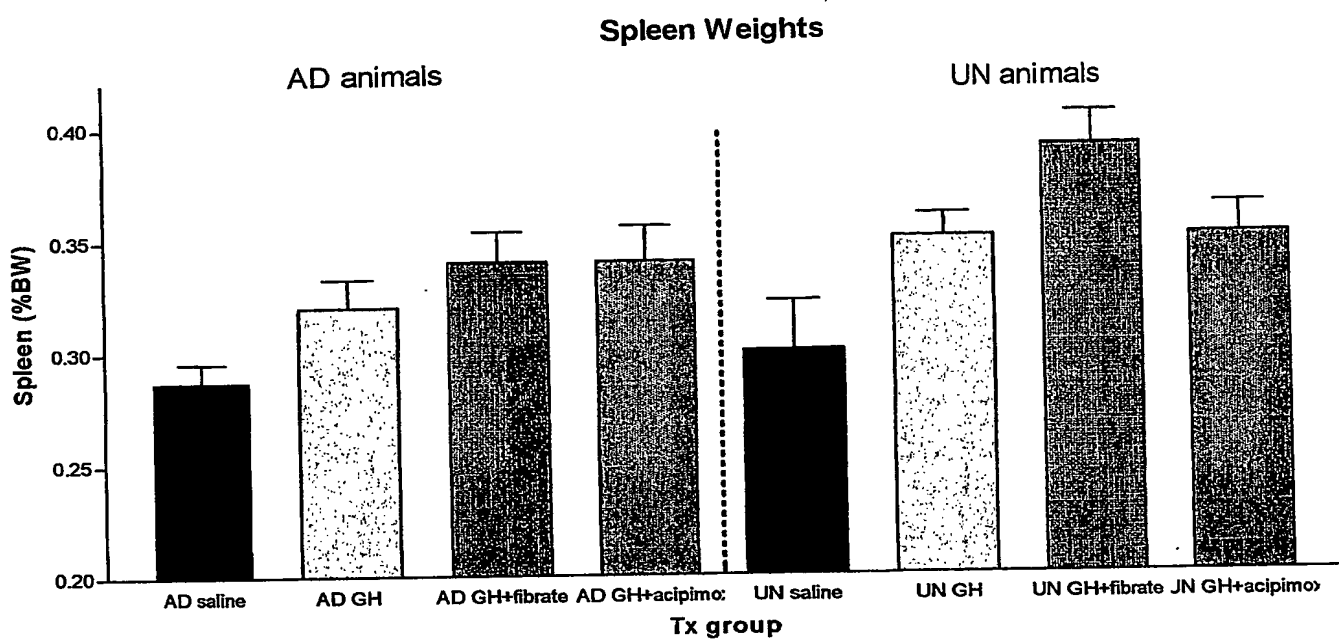 Spleen Weights
AD animals
UN animals
Spleen (%BW)
0.40
0.35
0.30
0.25
0.20
AD saline AD GH AD GH+fibrate AD GH+acipimo: UN saline UN GH UN GH+fibrate JN GH+acipimo›
Tx group